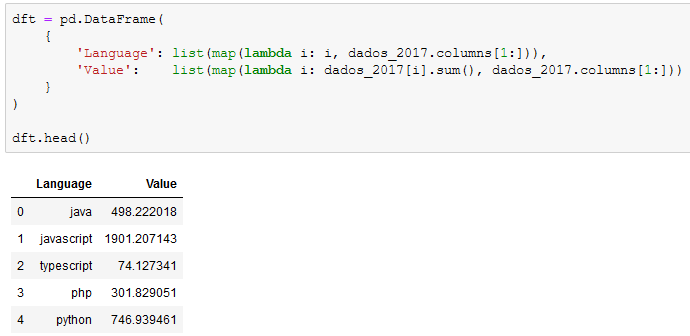 dft = pd.DataFrame(
{
'Language': list(map(lambda i: i, dados_2017.columns[1:])),
'Value': list(map(lambda i: dados_2017[i].sum(), dados_2017.columns[1:]))
}
)
dft.head()
Language Value
0 java 498.222018
1 javascript 1901.207143
2 typescript 74.127341
3 php 301.829051
4 python 746.939461